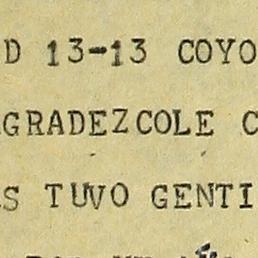 D 13-13 COYO
GRADEZCOLE C
S TUVO GENTI